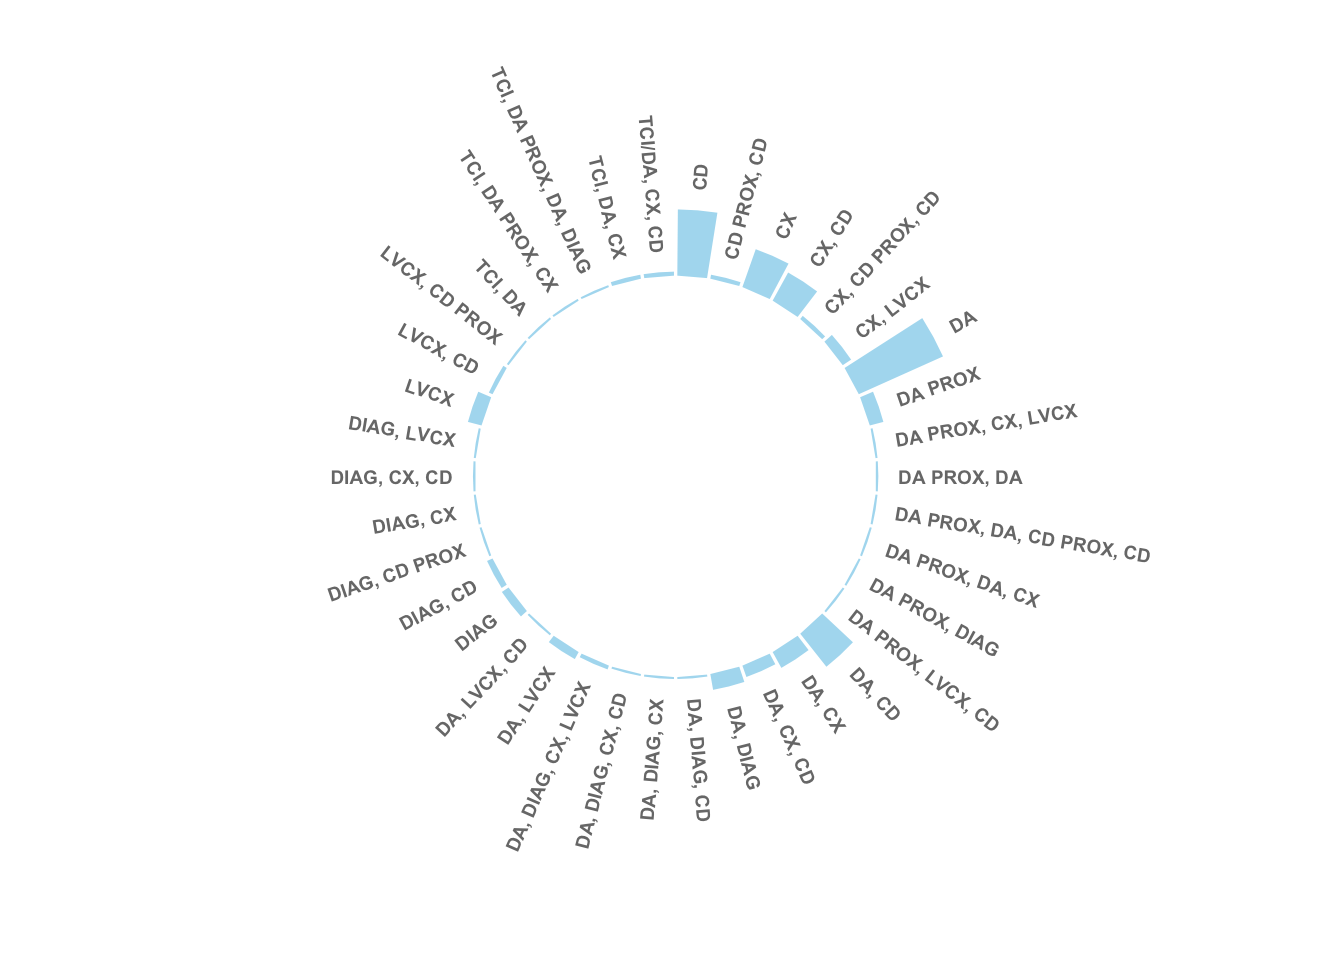 CD
CD PROX, CD
CX
CX, CD
CX, CD PROX, CD
CX, LVCX
DA
DA PROX
DA PROX, CX, LVCX
DA PROX, DA
DA PROX, DA, CD PROX, CD
DA PROX, DA, CX
DA PROX, DIAG
DA PROX, LVCX, CD
DA, CD
DA, CX
DA, CX, CD
DA, DIAG
DA, DIAG, CD
DA, DIAG, CX
DA, DIAG, CX, CD
DA, DIAG, CX, LVCX
DA, LVCX
DA, LVCX, CD
DIAG
DIAG, CD
DIAG, CD PROX
DIAG, CX
DIAG, CX, CD
DIAG, LVCX
LVCX
LVCX, CD
LVCX, CD PROX
TCI, DA
TCI, DA PROX, CX
TCI, DA PROX, DA, DIAG
TCI, DA, CX
TCI/DA, CX, CD